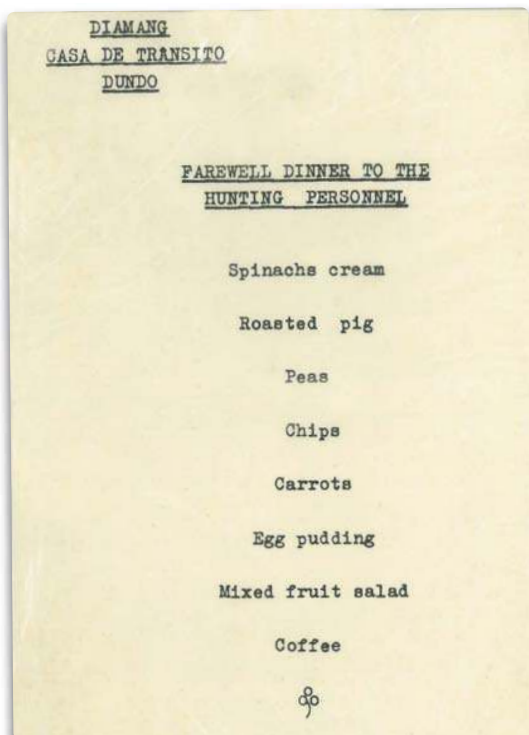 DIAMANG
CASA DE TRÂNSITO
DUNDO
FAREWELL DINNER TO THE
HUNTING PERSONNEL
Spinachs cream
Roasted pig
Peas
Chips
Carrots
Egg pudding
Mixed fruit salad
Coffee